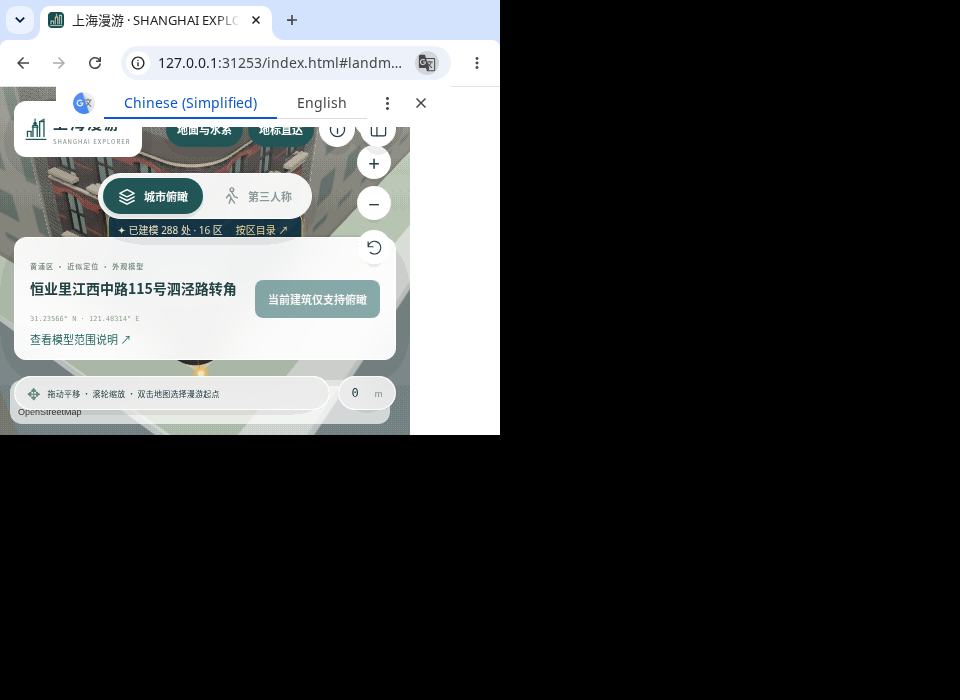 上海漫游 · SHANGHAI EXPLO
127.0.0.1:31253/index.html#landm...
Chinese (Simplified)
English
上海漫游
SHANGHAI EXPLORER
地面与水系
地标直达
城市俯瞰
第三人称
✦ 已建模 288 处 · 16 区 按区目录 ↗
黄浦区 · 近似定位 · 外观模型
恒业里江西中路115号泗泾路转角
当前建筑仅支持俯瞰
31.23566° N · 121.48314° E
查看模型范围说明 ↗
拖动平移 · 滚轮缩放 · 双击地图选择漫游起点
0 m
OpenStreetMap